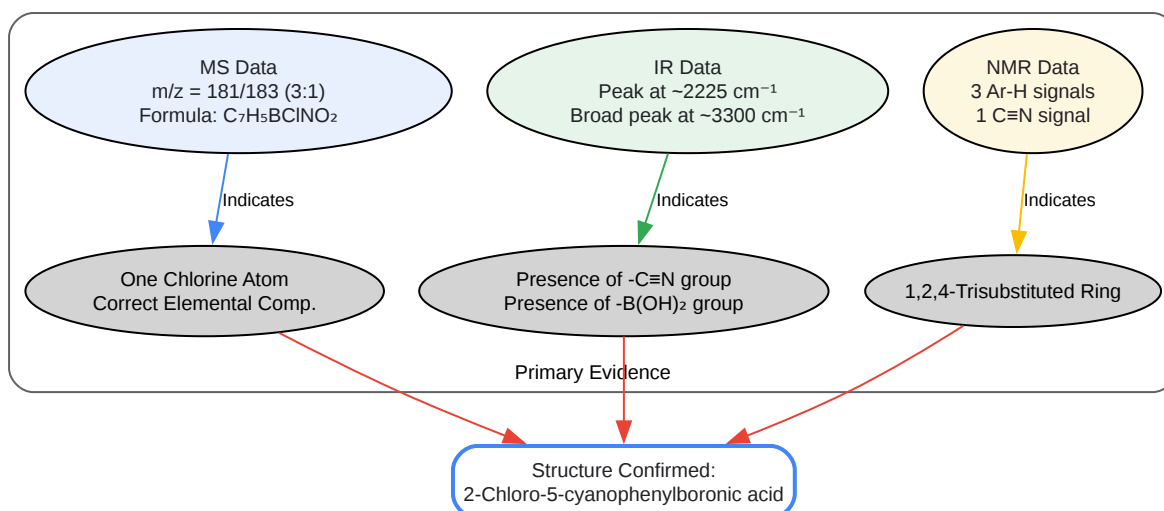 MS Data
m/z = 181/183 (3:1)
Formula: C₇H₅BClNO₂
IR Data
Peak at ~2225 cm⁻¹
Broad peak at ~3300 cm⁻¹
NMR Data
3 Ar-H signals
1 C≡N signal
Indicates
Indicates
Indicates
One Chlorine Atom
Correct Elemental Comp.
Presence of -C≡N group
Presence of -B(OH)₂ group
1,2,4-Trisubstituted Ring
Primary Evidence
Structure Confirmed:
2-Chloro-5-cyanophenylboronic acid